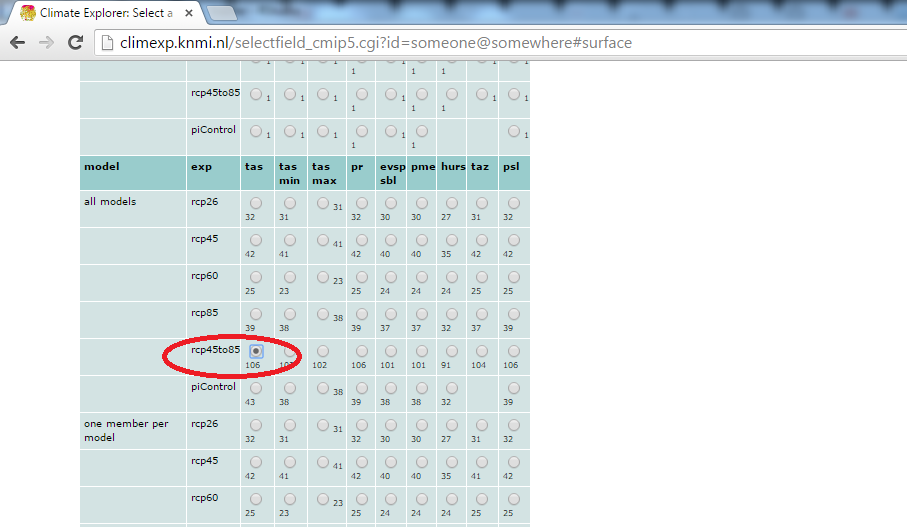 Climate Explorer: Select a
climexp.knmi.nl/selectfield_cmip5.cgi?id=someone@somewhere#surface
1 1 1 1 1 1 1 1 1
rcp45to85 1 1 1 1 1 1 1 1 1
piControl 1 1 1 1 1 1 1
model exp tas tas min tas max pr evsp sbl pme hurs taz psl
all models rcp26 32 31 31 32 30 30 27 31 32
rcp45 42 41 41 42 40 40 35 42 42
rcp60 25 23 23 25 24 24 24 25 25
rcp85 39 38 38 39 37 37 32 37 39
rcp45to85 106 102 106 101 101 91 104 106
piControl 43 38 38 39 38 38 32 39
one member per model rcp26 32 31 31 32 30 30 27 31 32
rcp45 42 41 41 42 40 40 35 41 42
rcp60 25 23 23 25 24 24 24 25 25